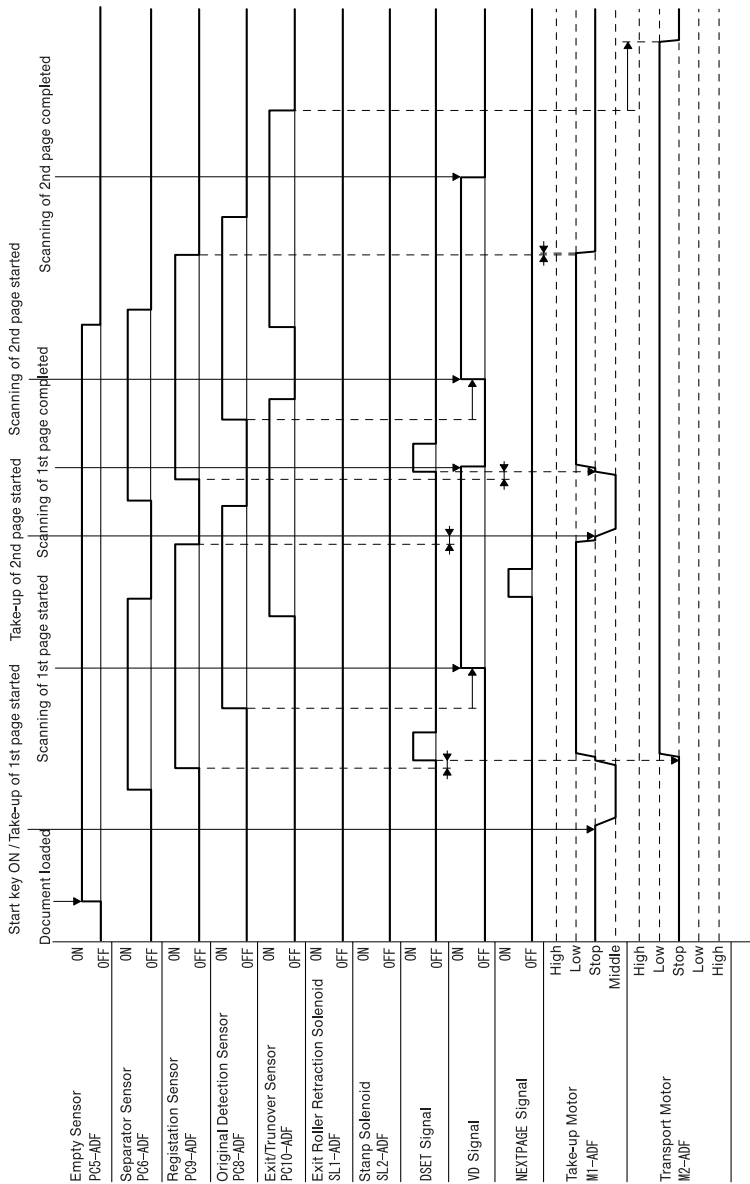 Start key ON / Take-up of 1st page started
Take-up of 2nd page started
Scanning of 2nd page started
Document loaded
Scanning of 1st page started
Scanning of 1st page completed
Scanning of 2nd page completed
Empty Sensor
PC5-ADF
ON
OFF
Separator Sensor
PC6-ADF
ON
OFF
Registation Sensor
PC9-ADF
ON
OFF
Original Detection Sensor
PC8-ADF
ON
OFF
Exit/Trunover Sensor
PC10-ADF
ON
OFF
Exit Roller Retraction Solenoid
SL1-ADF
Stanp Solenoid
SL2-ADF
DSET Signal
ON
OFF
VD Signal
ON
OFF
NEXTPAGE Signal
ON
OFF
Take-up Motor
M1-ADF
High
Low
Stop
Middle
Transport Motor
M2-ADF
High
Low
Stop
Low
High